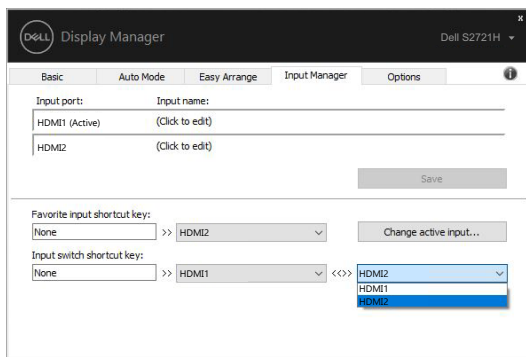 x
DELL Display Manager Dell S2721H
Basic Auto Mode Easy Arrange Input Manager Options i
Input port: Input name:
HDMI1 (Active) (Click to edit)
HDMI2 (Click to edit)
Save
Favorite input shortcut key:
None >> HDMI2 Change active input...
Input switch shortcut key:
None >> HDMI1 <<>> HDMI2
HDMI1
HDMI2